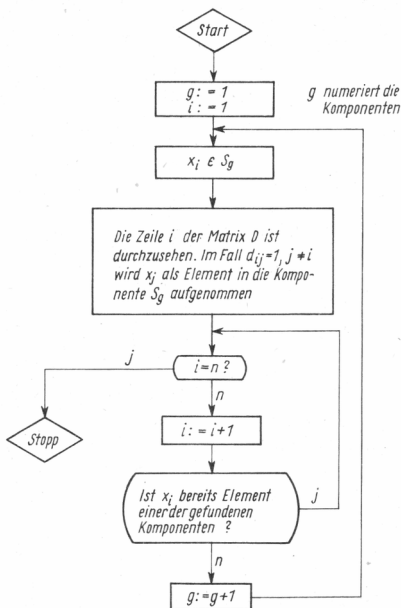 Start
g := 1
i := 1
g numeriert die
Komponenten
x_i ε S_g
Die Zeile i der Matrix D ist
durchzusehen. Im Fall d_ij=1, j ≠ i
wird x_j als Element in die Kompo-
nente S_g aufgenommen
j
i=n ?
n
Stopp
i := i+1
Ist x_i bereits Element
einer der gefundenen
Komponenten ?
j
n
g:=g+1